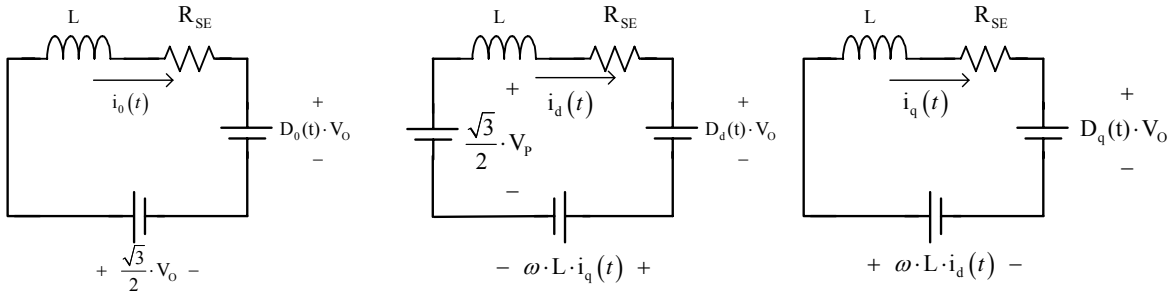 L R_SE
i_0(t)
+
D_0(t)·V_O
−
+ √3/2·V_O −
L R_SE
+ i_d(t)
√3/2·V_P
−
+
D_d(t)·V_O
−
− ω·L·i_q(t) +
L R_SE
i_q(t)
+
D_q(t)·V_O
−
+ ω·L·i_d(t) −